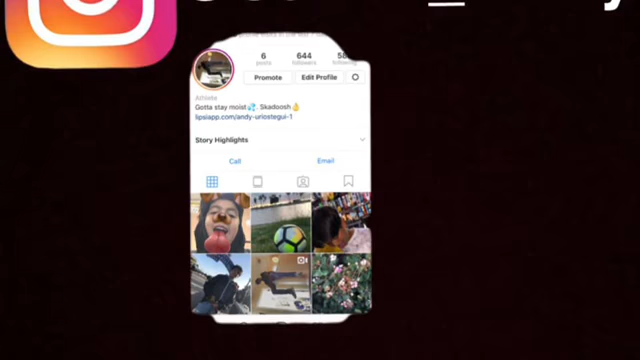 6 644
posts followers following
Promote Edit Profile
Athlete
Gotta stay moist💦. Skadoosh👌
lipsiapp.com/andy-uriostegui-1
Story Highlights
Call Email